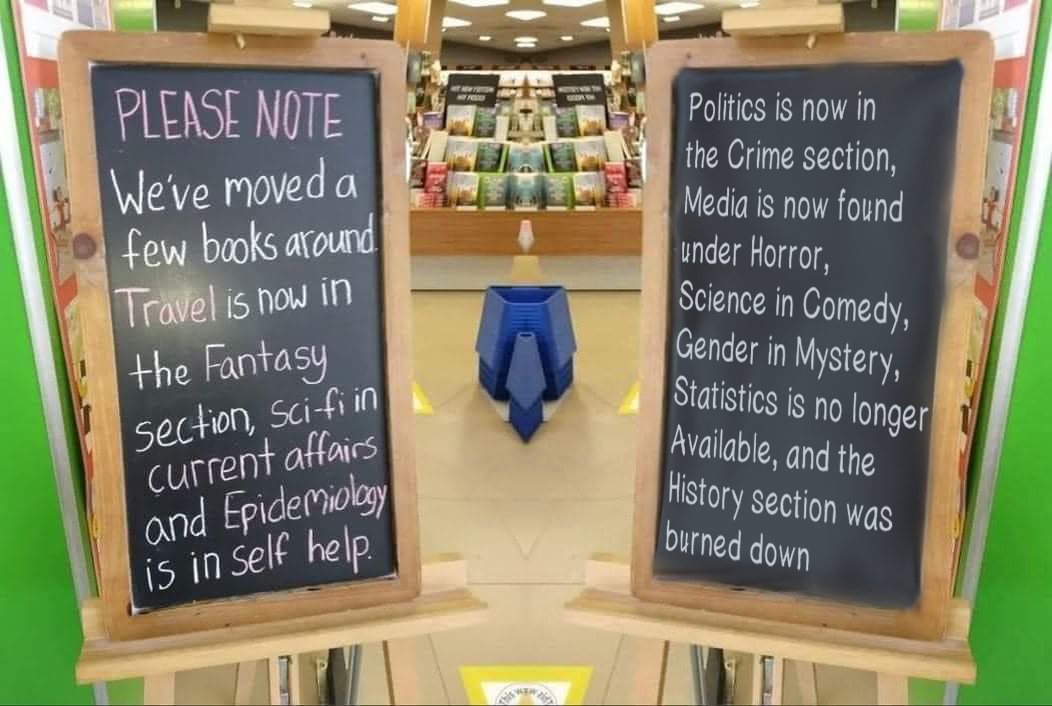 PLEASE NOTE
We've moved a
few books around.
Travel is now in
the Fantasy
section, Sci-fi in
current affairs
and Epidemiology
is in Self help.
Politics is now in
the Crime section,
Media is now found
under Horror,
Science in Comedy,
Gender in Mystery,
Statistics is no longer
Available, and the
History section was
burned down